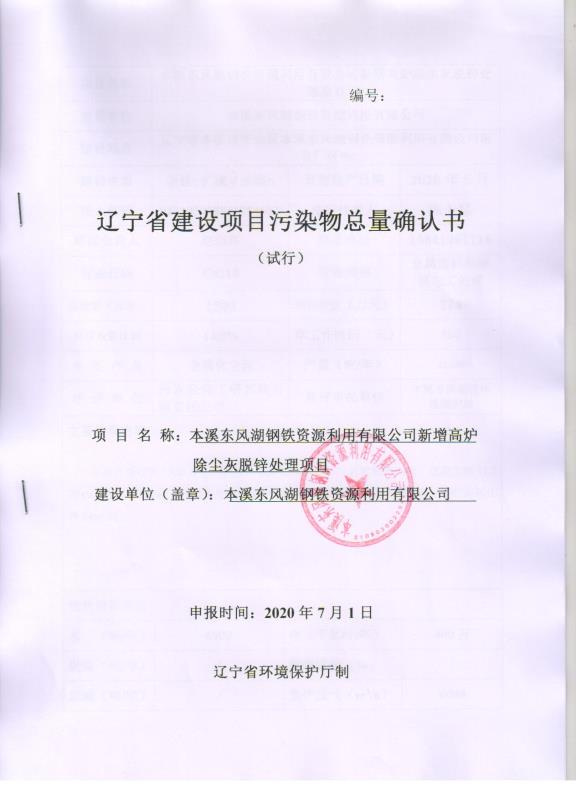 编号：
辽宁省建设项目污染物总量确认书
（试行）
项 目 名 称：本溪东风湖钢铁资源利用有限公司新增高炉
除尘灰脱锌处理项目
建设单位（盖章）：本溪东风湖钢铁资源利用有限公司
申报时间：2020 年 7 月 1 日
辽宁省环境保护厅制